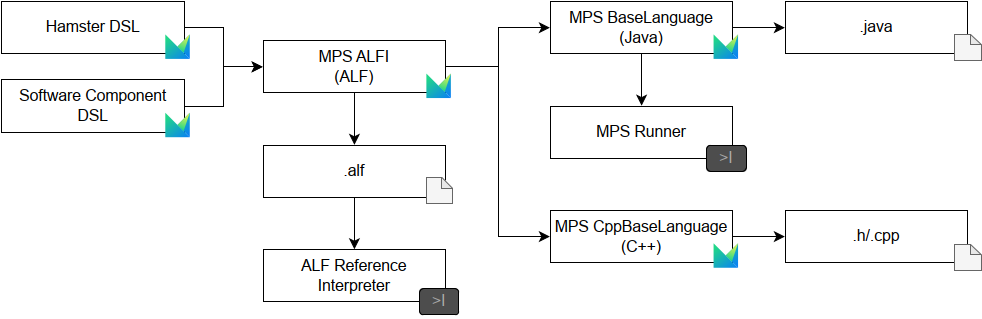 Hamster DSL
Software Component
DSL
MPS ALFI
(ALF)
.alf
ALF Reference
Interpreter
>|
MPS BaseLanguage
(Java)
.java
MPS Runner
>|
MPS CppBaseLanguage
(C++)
.h/.cpp